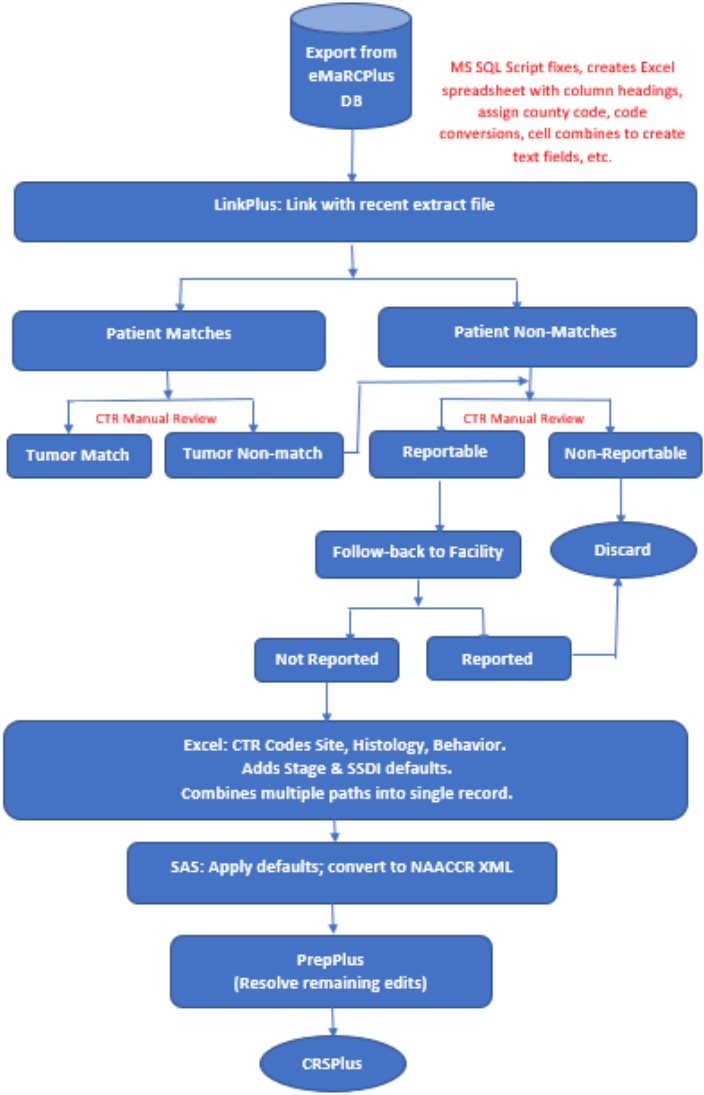 Export from
eMaRCPlus
DB
MS SQL Script fixes, creates Excel
spreadsheet with column headings,
assign county code, code
conversions, cell combines to create
text fields, etc.
LinkPlus: Link with recent extract file
Patient Matches
Patient Non-Matches
CTR Manual Review
CTR Manual Review
Tumor Match
Tumor Non-match
Reportable
Non-Reportable
Follow-back to Facility
Discard
Not Reported
Reported
Excel: CTR Codes Site, Histology, Behavior.
Adds Stage & SSDI defaults.
Combines multiple paths into single record.
SAS: Apply defaults; convert to NAACCR XML
PrepPlus
(Resolve remaining edits)
CRSPlus